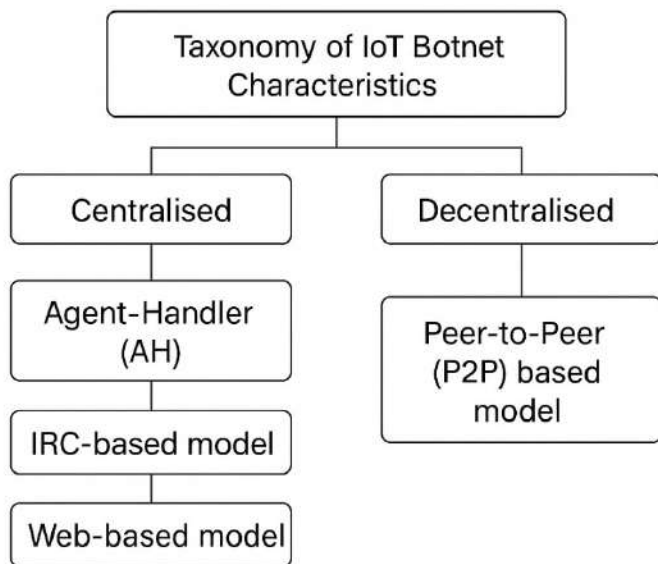 Taxonomy of IoT Botnet
Characteristics
Centralised
Decentralised
Agent-Handler
(AH)
Peer-to-Peer
(P2P) based
model
IRC-based model
Web-based model